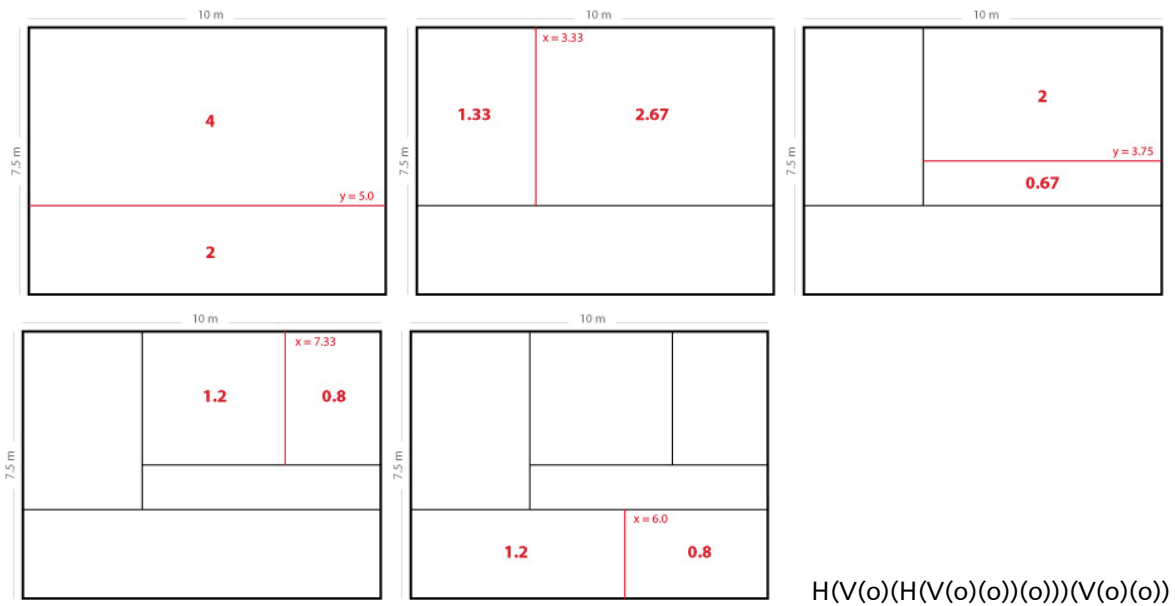 10 m
7.5 m
4
y = 5.0
2
10 m
7.5 m
x = 3.33
1.33
2.67
10 m
7.5 m
2
y = 3.75
0.67
10 m
7.5 m
x = 7.33
1.2
0.8
10 m
7.5 m
x = 6.0
1.2
0.8
H(V(o)(H(V(o)(o))(o)))(V(o)(o))